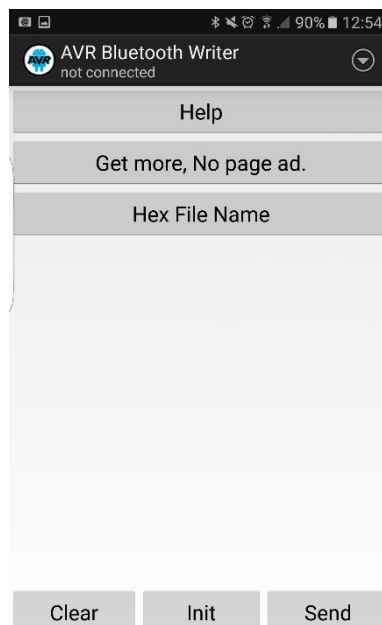 90% 12:54
AVR Bluetooth Writer
AVR
not connected
Help
Get more, No page ad.
Hex File Name
Clear Init Send